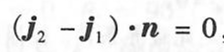 (j₂ − j₁)·n = 0